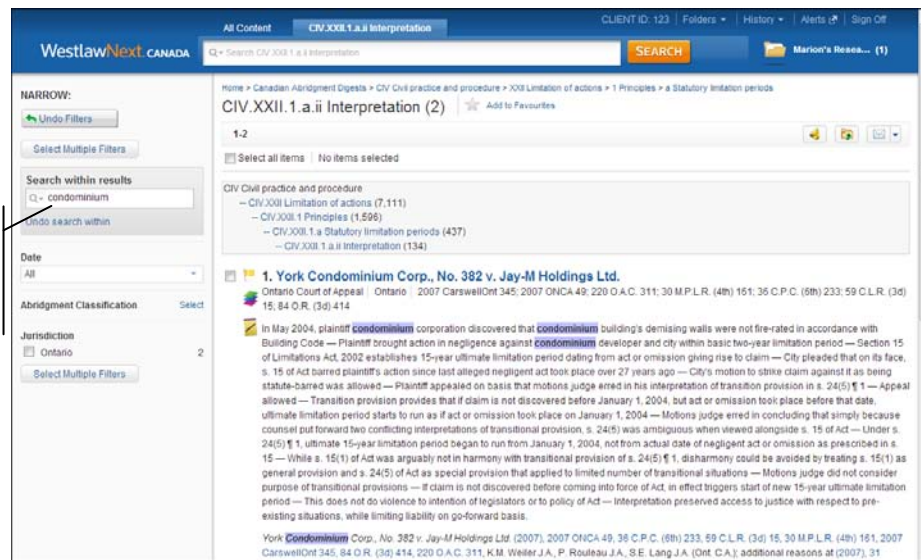 All Content
CIV.XXII.1.a.ii Interpretation
CLIENT ID: 123 | Folders | History | Alerts | Sign Off
WestlawNext. CANADA
Search CIV.XXII.1.a.ii Interpretation
SEARCH
Marion's Resea... (1)
NARROW:
Undo Filters
Select Multiple Filters
Search within results
condominium
Undo search within
Date
All
Abridgment Classification Select
Jurisdiction
Ontario 2
Select Multiple Filters
Home > Canadian Abridgment Digests > CIV Civil practice and procedure > XXII Limitation of actions > 1 Principles > a Statutory limitation periods
CIV.XXII.1.a.ii Interpretation (2) Add to Favourites
1-2
Select all items | No items selected
CIV Civil practice and procedure
– CIV.XXII Limitation of actions (7,111)
– CIV.XXII.1 Principles (1,596)
– CIV.XXII.1.a Statutory limitation periods (437)
– CIV.XXII.1.a.ii Interpretation (134)
1. York Condominium Corp., No. 382 v. Jay-M Holdings Ltd.
Ontario Court of Appeal | Ontario | 2007 CarswellOnt 345; 2007 ONCA 49; 220 O.A.C. 311; 30 M.P.L.R. (4th) 161; 36 C.P.C. (6th) 233; 59 C.L.R. (3d)
15; 84 O.R. (3d) 414
In May 2004, plaintiff condominium corporation discovered that condominium building's demising walls were not fire-rated in accordance with
Building Code — Plaintiff brought action in negligence against condominium developer and city within basic two-year limitation period — Section 15
of Limitations Act, 2002 establishes 15-year ultimate limitation period dating from act or omission giving rise to claim — City pleaded that on its face,
s. 15 of Act barred plaintiff's action since last alleged negligent act took place over 27 years ago — City's motion to strike claim against it as being
statute-barred was allowed — Plaintiff appealed on basis that motions judge erred in his interpretation of transition provision in s. 24(5) ¶ 1 — Appeal
allowed — Transition provision provides that if claim is not discovered before January 1, 2004, but act or omission took place before that date,
ultimate limitation period starts to run as if act or omission took place on January 1, 2004 — Motions judge erred in concluding that simply because
counsel put forward two conflicting interpretations of transitional provision, s. 24(5) was ambiguous when viewed alongside s. 15 of Act — Under s.
24(5) ¶ 1, ultimate 15-year limitation period began to run from January 1, 2004, not from actual date of negligent act or omission as prescribed in s.
15 — While s. 15(1) of Act was arguably not in harmony with transitional provision of s. 24(5) ¶ 1, disharmony could be avoided by treating s. 15(1) as
general provision and s. 24(5) of Act as special provision that applied to limited number of transitional situations — Motions judge did not consider
purpose of transitional provisions — If claim is not discovered before coming into force of Act, in effect triggers start of new 15-year ultimate limitation
period — This does not do violence to intention of legislators or to policy of Act — Interpretation preserved access to justice with respect to pre-
existing situations, while limiting liability on go-forward basis.
York Condominium Corp., No. 382 v. Jay-M Holdings Ltd. (2007), 2007 ONCA 49, 36 C.P.C. (6th) 233, 59 C.L.R. (3d) 15, 30 M.P.L.R. (4th) 161, 2007
CarswellOnt 345, 84 O.R. (3d) 414, 220 O.A.C. 311, K.M. Weiler J.A., P. Rouleau J.A., S.E. Lang J.A. (Ont. C.A.); additional reasons at (2007), 31